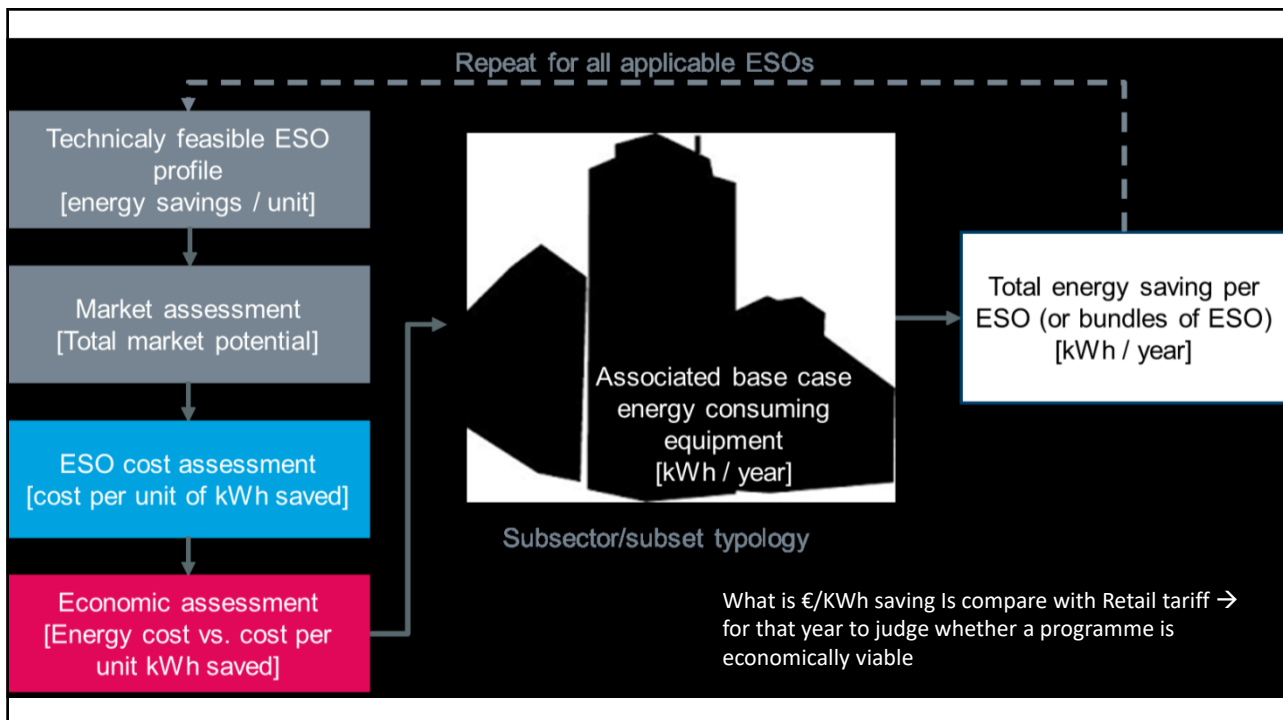 Repeat for all applicable ESOs
Technicaly feasible ESO
profile
[energy savings / unit]
Market assessment
[Total market potential]
ESO cost assessment
[cost per unit of kWh saved]
Economic assessment
[Energy cost vs. cost per
unit kWh saved]
Associated base case
energy consuming
equipment
[kWh / year]
Subsector/subset typology
Total energy saving per
ESO (or bundles of ESO)
[kWh / year]
What is €/KWh saving Is compare with Retail tariff →
for that year to judge whether a programme is
economically viable